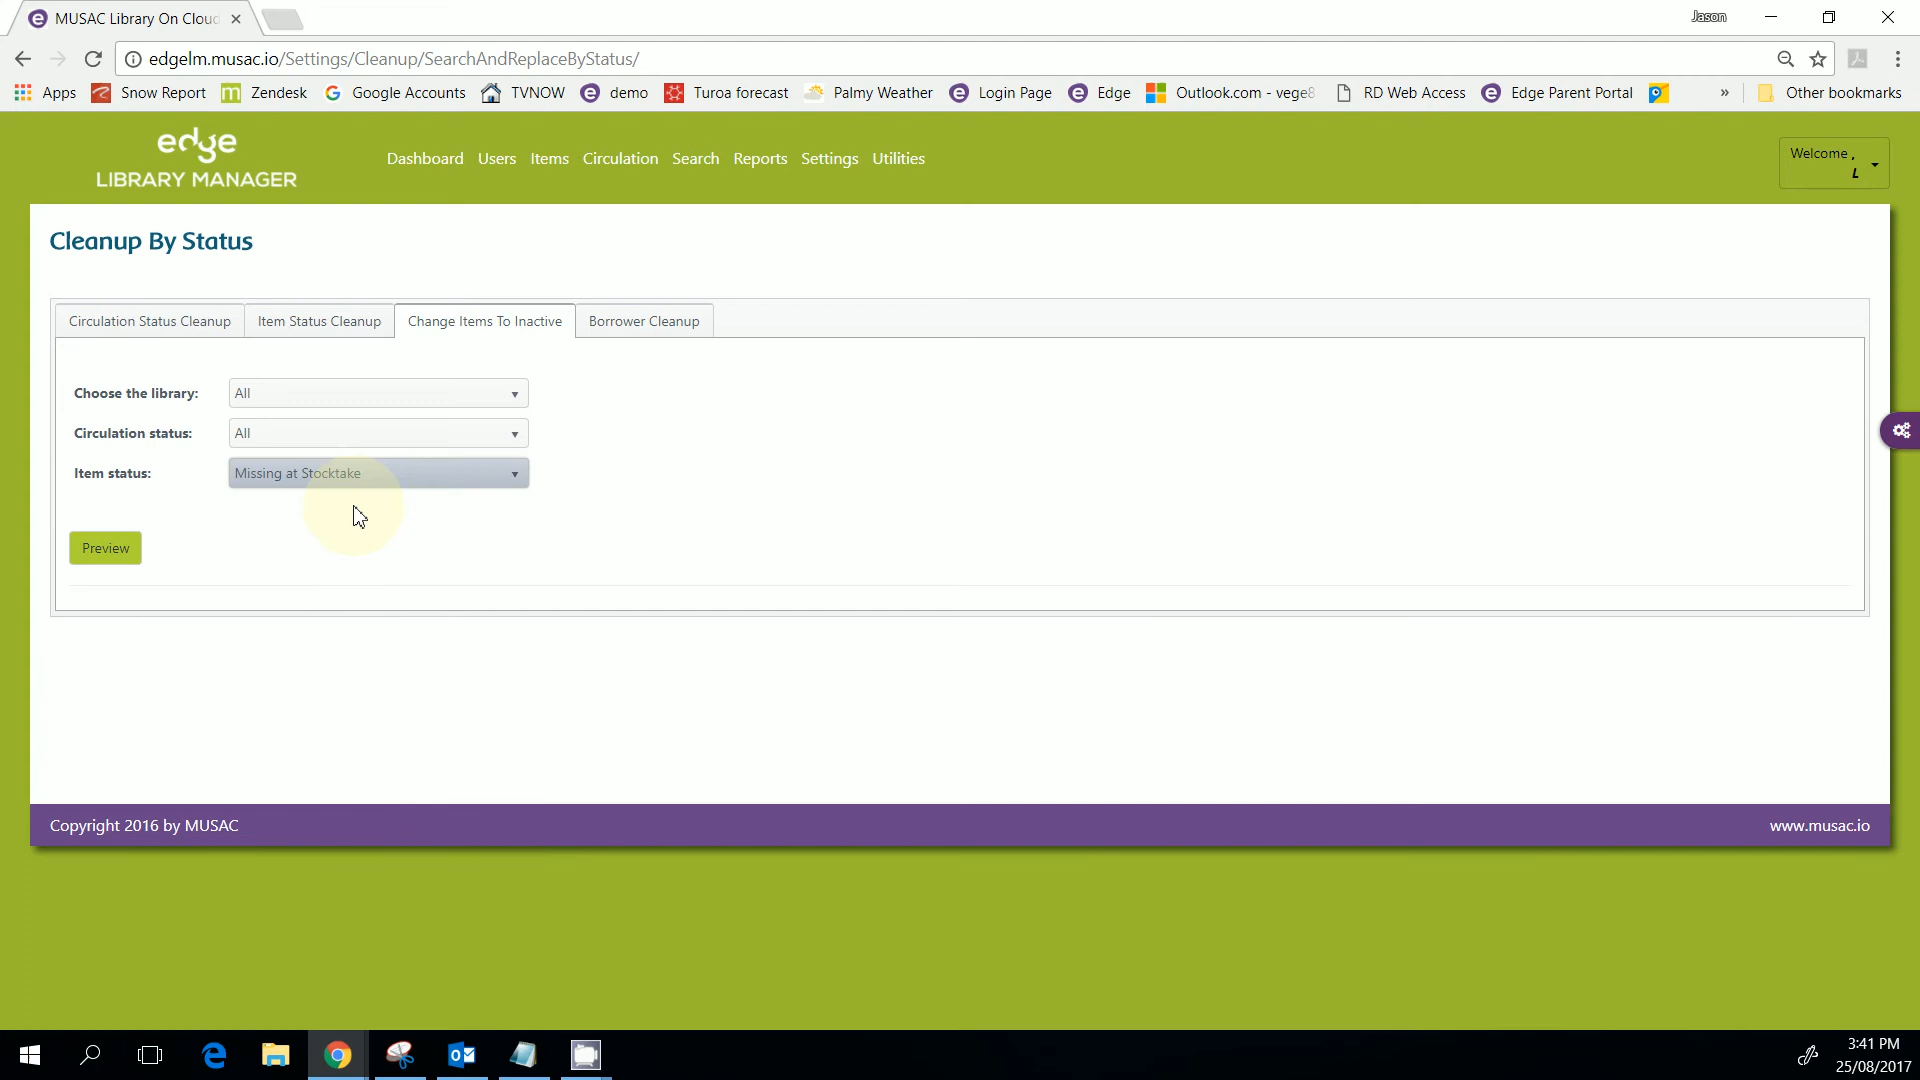 MUSAC Library On Cloud
Jason
edgelm.musac.io/Settings/Cleanup/SearchAndReplaceByStatus/
Apps Snow Report Zendesk Google Accounts TVNOW demo Turoa forecast Palmy Weather Login Page Edge Outlook.com - vege8 RD Web Access Edge Parent Portal » Other bookmarks
edge
LIBRARY MANAGER
Dashboard Users Items Circulation Search Reports Settings Utilities
Welcome ,
L
Cleanup By Status
Circulation Status Cleanup Item Status Cleanup Change Items To Inactive Borrower Cleanup
Choose the library: All
Circulation status: All
Item status: Missing at Stocktake
Preview
Copyright 2016 by MUSAC www.musac.io
3:41 PM
25/08/2017